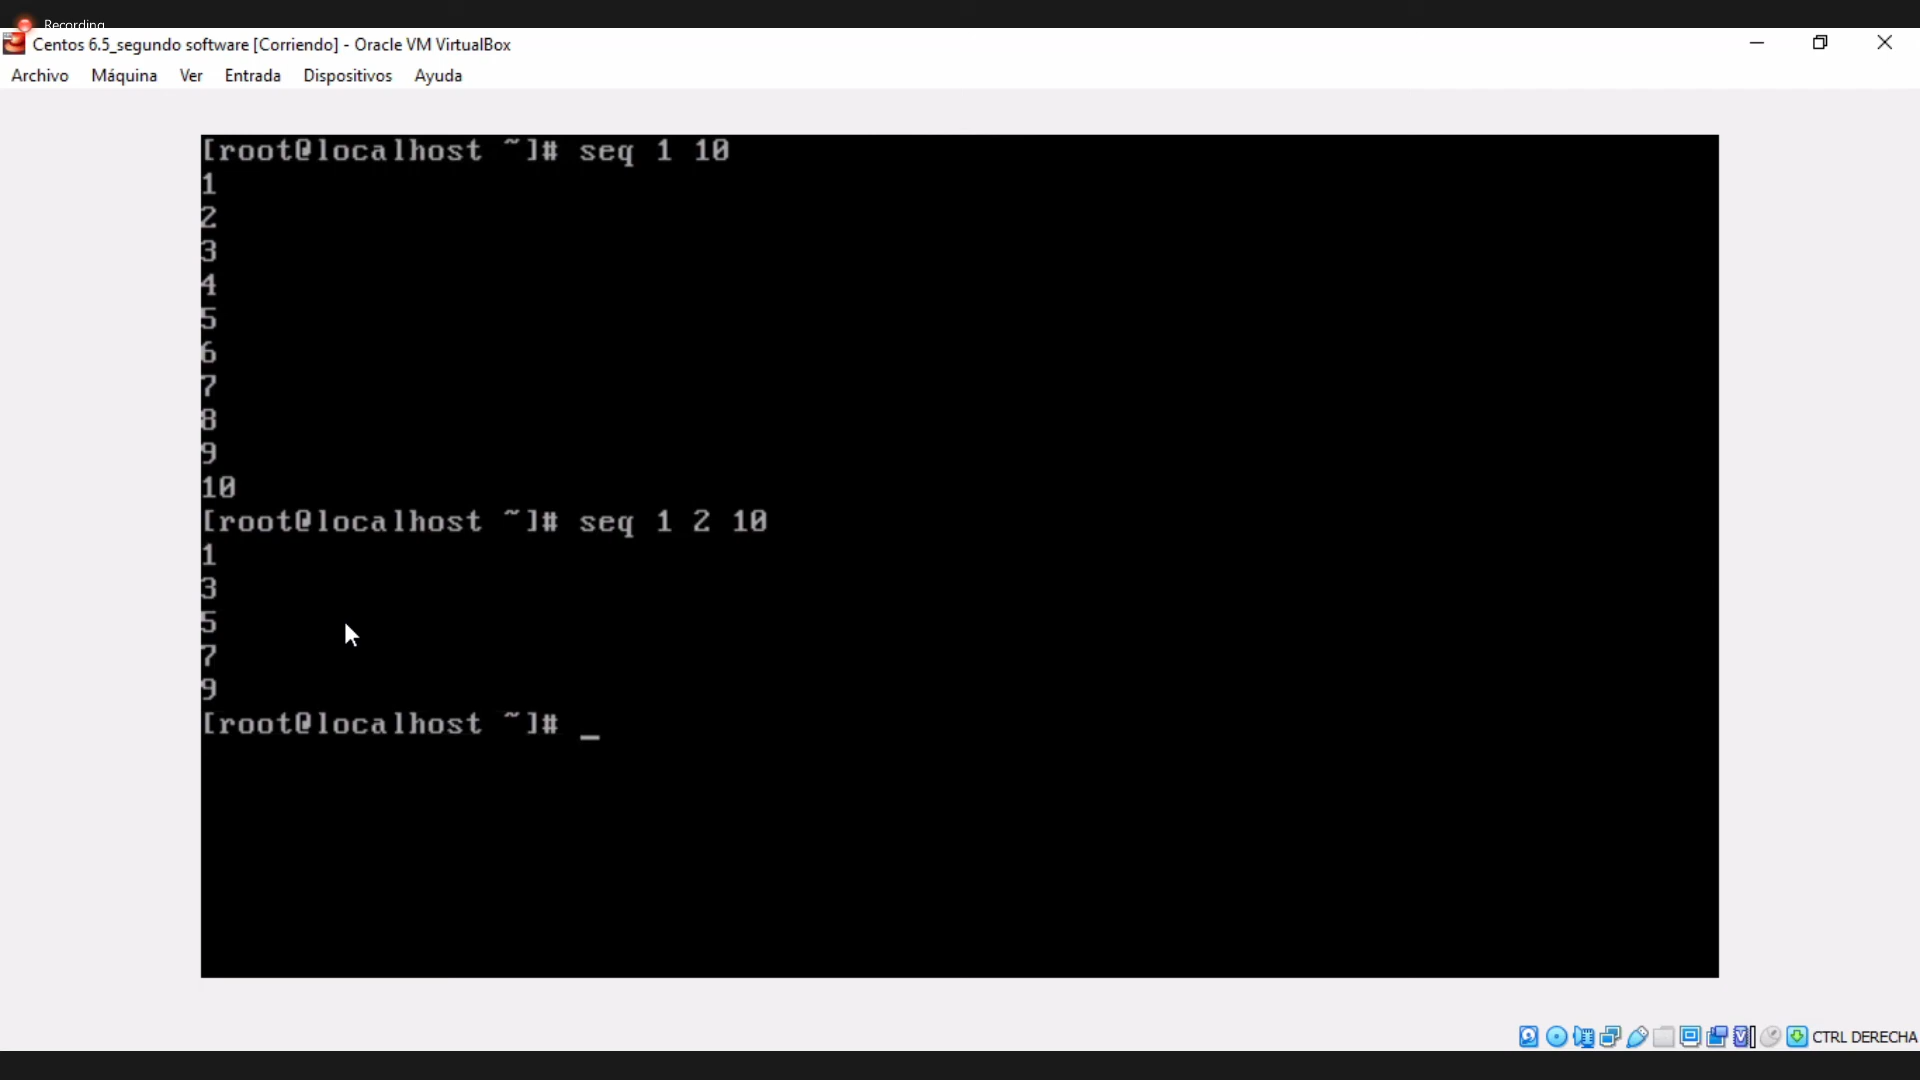 Recording
Centos 6.5_segundo software [Corriendo] - Oracle VM VirtualBox
Archivo Máquina Ver Entrada Dispositivos Ayuda
[root@localhost ~]# seq 1 10
1
2
3
4
5
6
7
8
9
10
[root@localhost ~]# seq 1 2 10
1
3
5
7
9
[root@localhost ~]# _
CTRL DERECHA